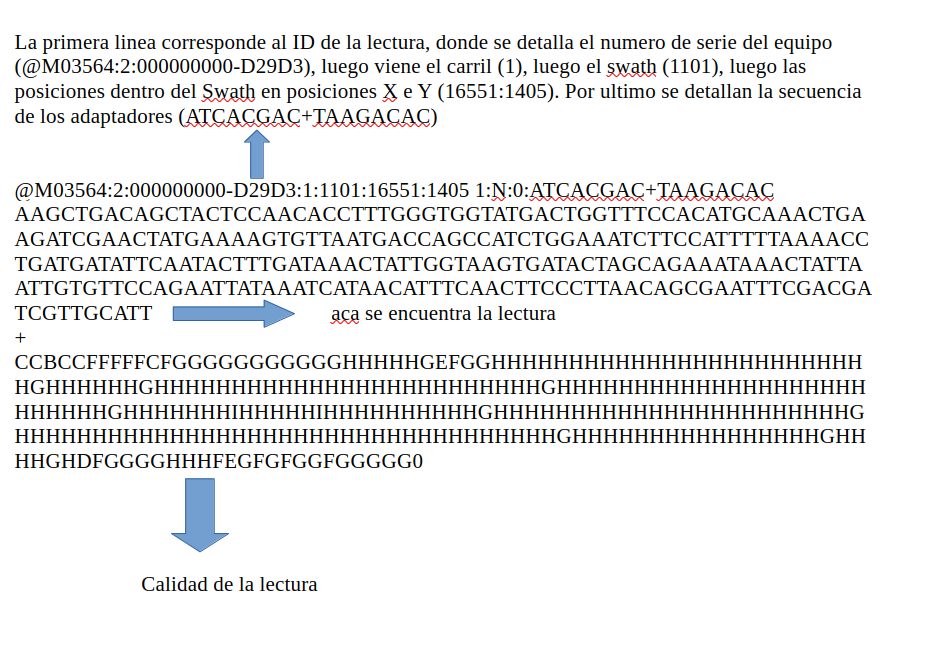 La primera linea corresponde al ID de la lectura, donde se detalla el numero de serie del equipo
(@M03564:2:000000000-D29D3), luego viene el carril (1), luego el swath (1101), luego las
posiciones dentro del Swath en posiciones X e Y (16551:1405). Por ultimo se detallan la secuencia
de los adaptadores (ATCACGAC+TAAGACAC)
@M03564:2:000000000-D29D3:1:1101:16551:1405 1:N:0:ATCACGAC+TAAGACAC
AAGCTGACAGCTACTCCAACACCTTTGGGTGGTATGACTGGTTTCCACATGCAAACTGA
AGATCGAACTATGAAAAGTGTTAATGACCAGCCATCTGGAAATCTTCCATTTTTAAAACC
TGATGATATTCAATACTTTGATAAACTATTGGTAAGTGATACTAGCAGAAATAAACTATTA
ATTGTGTTCCAGAATTATAAATCATAACATTTCAACTTCCCTTAACAGCGAATTTCGACGA
TCGTTGCATT aca se encuentra la lectura
+
CCBCCFFFFFCFGGGGGGGGGGGHHHHHGEFGGHHHHHHHHHHHHHHHHHHHHHHHH
HGHHHHHHGHHHHHHHHHHHHHHHHHHHHHHHHHGHHHHHHHHHHHHHHHHHHHH
HHHHHHGHHHHHHHIHHHHHIHHHHHHHHHHGHHHHHHHHHHHHHHHHHHHHHHHG
HHHHHHHHHHHHHHHHHHHHHHHHHHHHHHHHHHHGHHHHHHHHHHHHHHHHGHH
HHGHDFGGGGHHHFEGFGFGGFGGGGG0
Calidad de la lectura